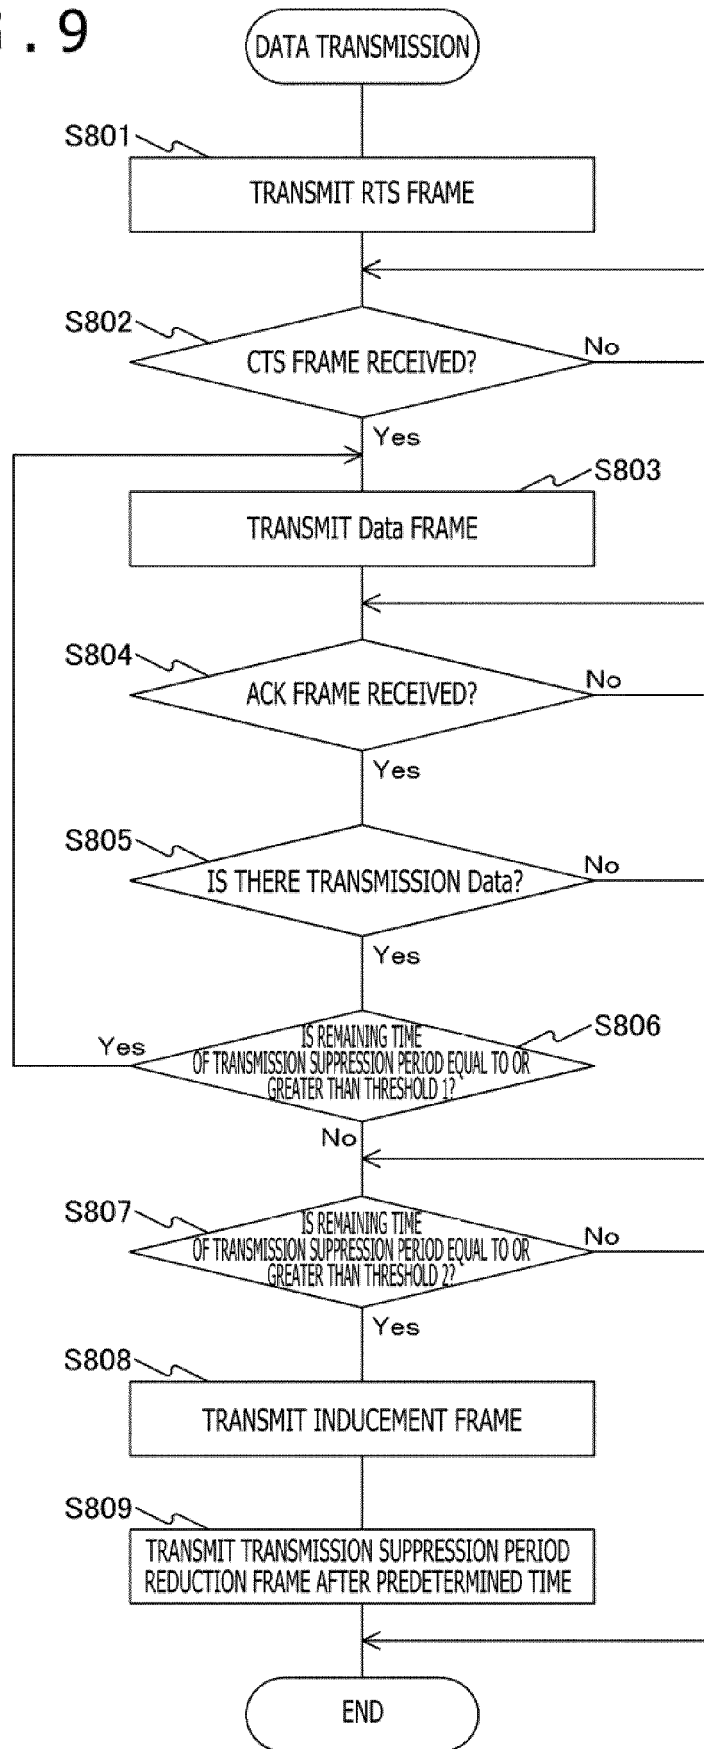 . 9
DATA TRANSMISSION
S801
TRANSMIT RTS FRAME
S802
CTS FRAME RECEIVED?
No
Yes
S803
TRANSMIT Data FRAME
S804
ACK FRAME RECEIVED?
No
Yes
S805
IS THERE TRANSMISSION Data?
No
Yes
S806
IS REMAINING TIME
OF TRANSMISSION SUPPRESSION PERIOD EQUAL TO OR
GREATER THAN THRESHOLD 1?
Yes
No
S807
IS REMAINING TIME
OF TRANSMISSION SUPPRESSION PERIOD EQUAL TO OR
GREATER THAN THRESHOLD 2?
No
Yes
S808
TRANSMIT INDUCEMENT FRAME
S809
TRANSMIT TRANSMISSION SUPPRESSION PERIOD
REDUCTION FRAME AFTER PREDETERMINED TIME
END